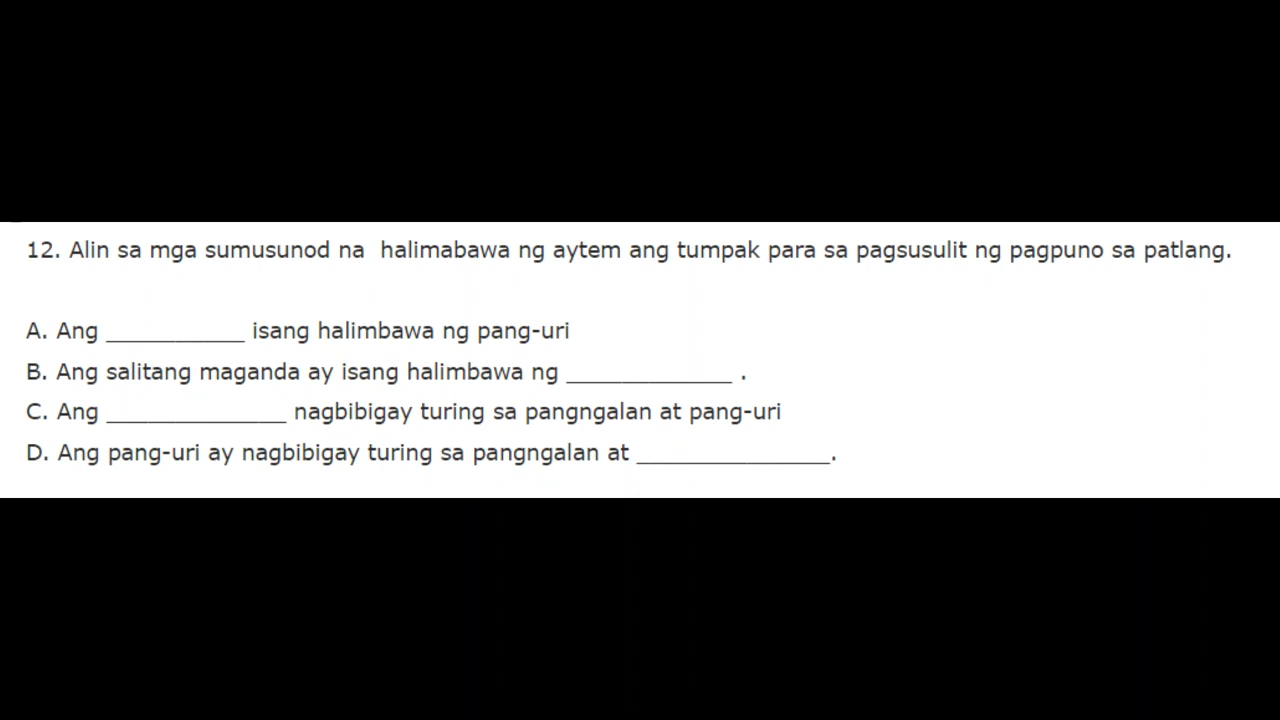 12. Alin sa mga sumusunod na  halimabawa ng aytem ang tumpak para sa pagsusulit ng pagpuno sa patlang.
A. Ang __________ isang halimbawa ng pang-uri
B. Ang salitang maganda ay isang halimbawa ng ____________ .
C. Ang _____________ nagbibigay turing sa pangngalan at pang-uri
D. Ang pang-uri ay nagbibigay turing sa pangngalan at ______________.